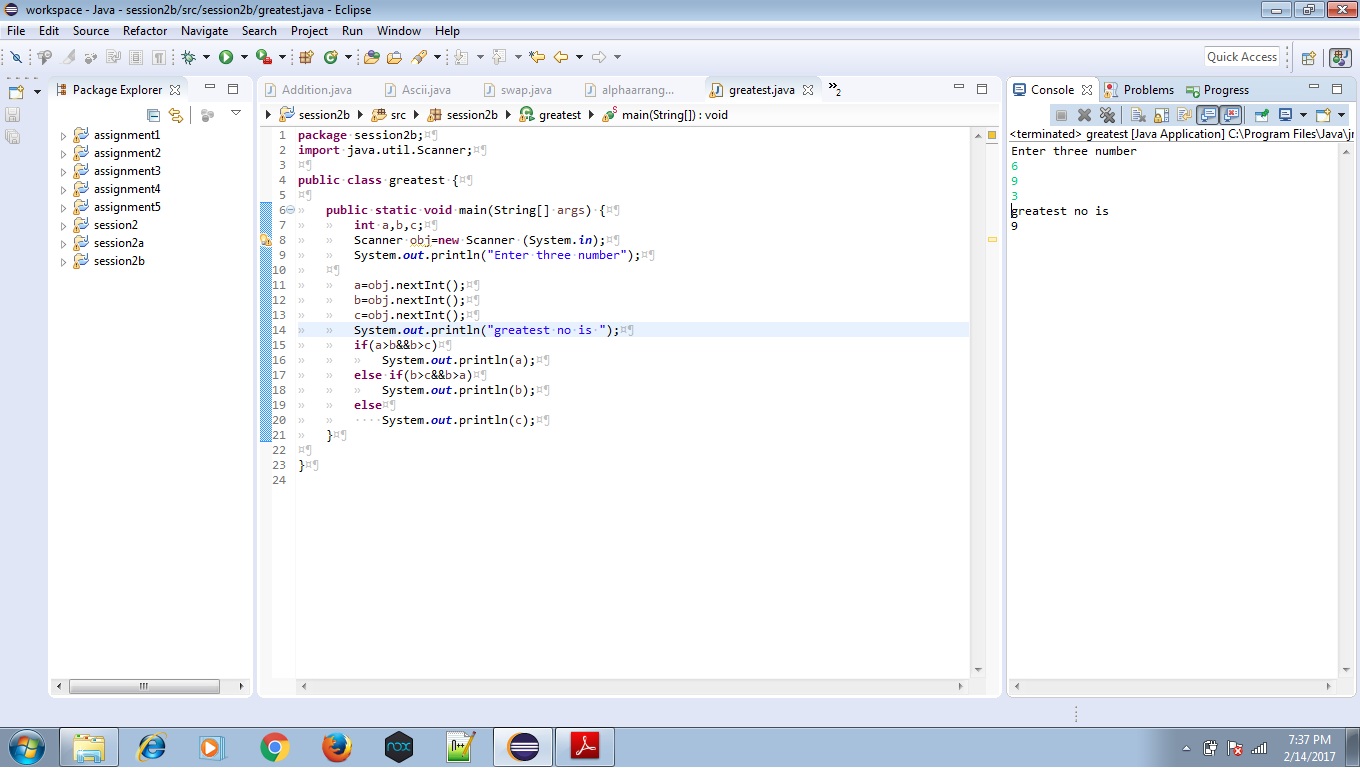 workspace - Java - session2b/src/session2b/greatest.java - Eclipse
File Edit Source Refactor Navigate Search Project Run Window Help
Quick Access
Package Explorer
assignment1
assignment2
assignment3
assignment4
assignment5
session2
session2a
session2b
Addition.java Ascii.java swap.java alphaarrang... greatest.java »2
session2b src session2b greatest main(String[]) : void
1 package session2b;¤¶
2 import java.util.Scanner;¤¶
3 ¤¶
4 public class greatest {¤¶
5 ¤¶
6 » public static void main(String[] args) {¤¶
7 » » int a,b,c;¤¶
8 » » Scanner obj=new Scanner (System.in);¤¶
9 » » System.out.println("Enter·three·number");¤¶
10 » ¤¶
11 » » a=obj.nextInt();¤¶
12 » » b=obj.nextInt();¤¶
13 » » c=obj.nextInt();¤¶
14 » » System.out.println("greatest·no·is·");¤¶
15 » » if(a>b&&b>c)¤¶
16 » » » System.out.println(a);¤¶
17 » » else·if(b>c&&b>a)¤¶
18 » » » System.out.println(b);¤¶
19 » » else¤¶
20 » » ····System.out.println(c);¤¶
21 » }¤¶
22 ¤¶
23 }¤¶
24
Console Problems Progress
<terminated> greatest [Java Application] C:\Program Files\Java\jr
Enter three number
6
9
3
greatest no is
9
nox
n++
7:37 PM
2/14/2017